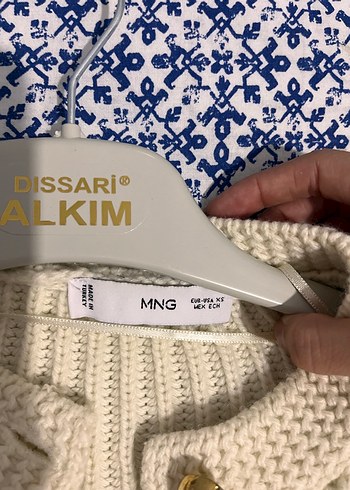 DISSARİ®
ALKIM
MADE IN
TURKEY
MNG
EUR-USA XS
MEX ECH